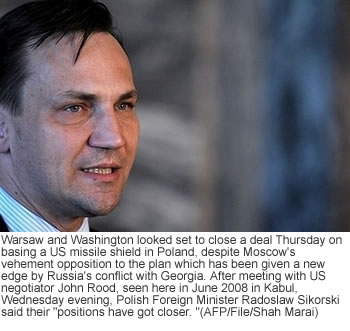 Warsaw and Washington looked set to close a deal Thursday on
basing a US missile shield in Poland, despite Moscow's
vehement opposition to the plan which has been given a new
edge by Russia's conflict with Georgia. After meeting with US
negotiator John Rood, seen here in June 2008 in Kabul,
Wednesday evening, Polish Foreign Minister Radoslaw Sikorski
said their "positions have got closer. "(AFP/File/Shah Marai)